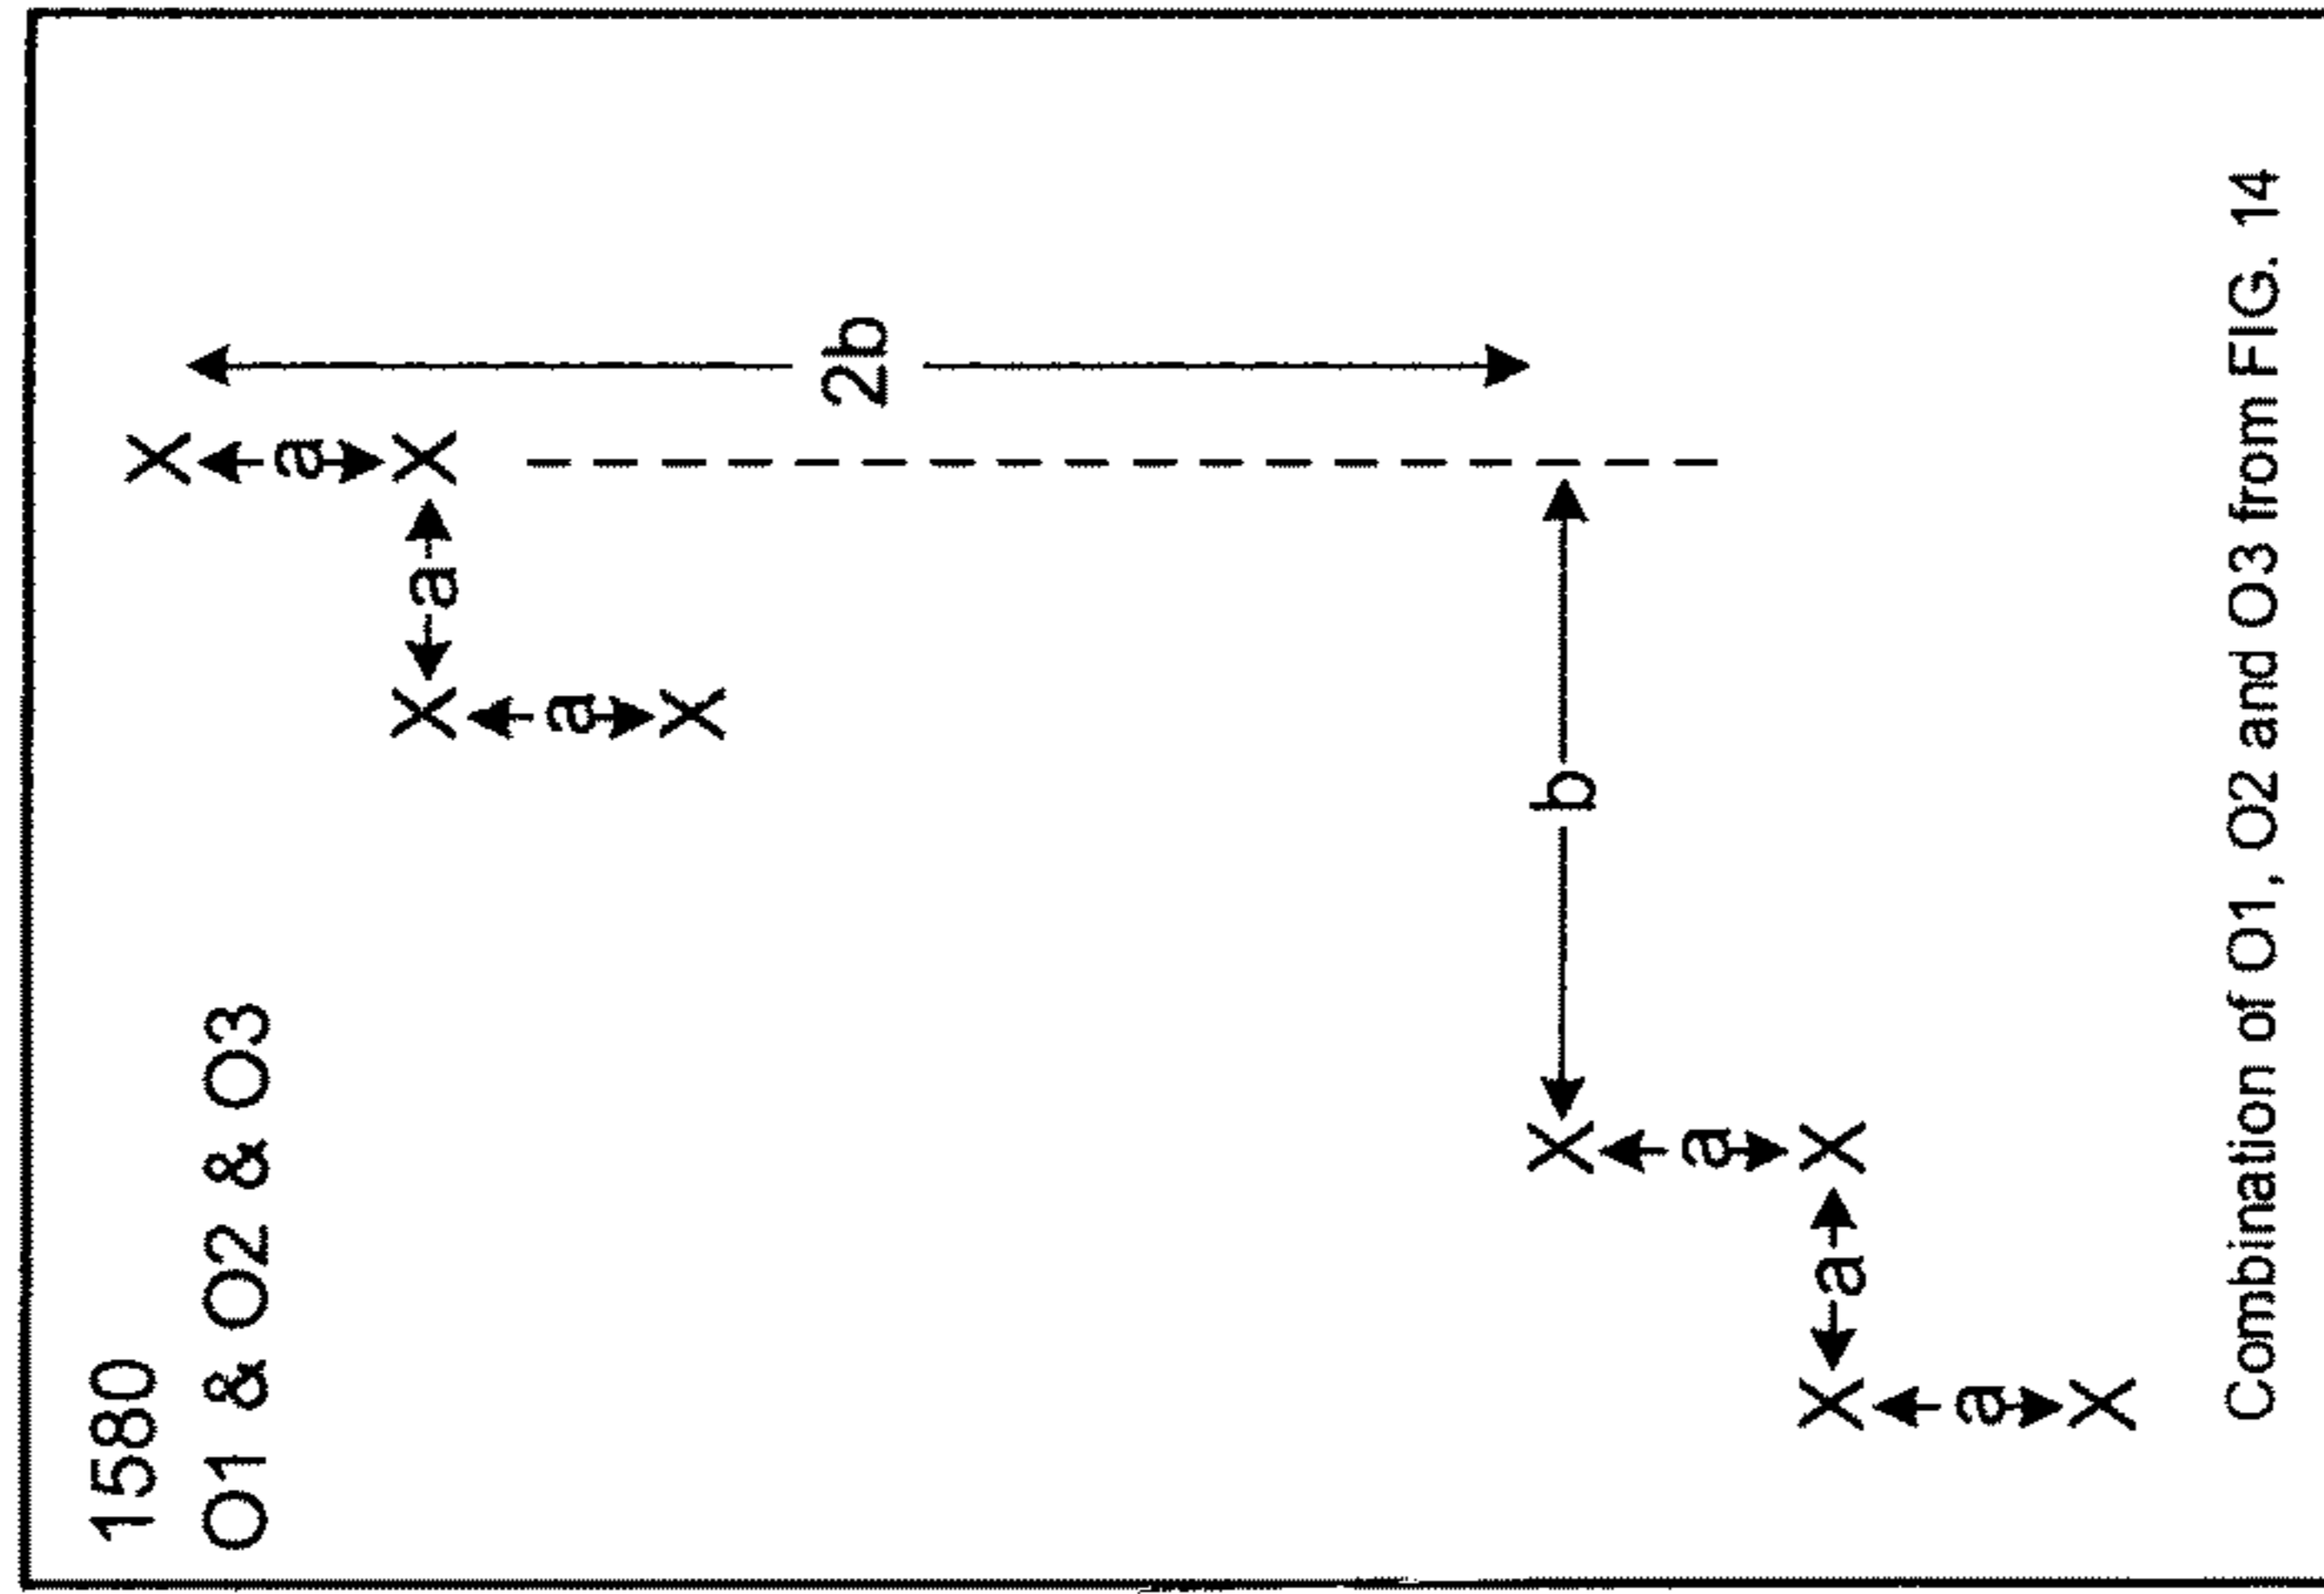 1580
X
O1 & O2 & O3
a
X a X
a
X
2b
X b
a
X a X
a
X
Combination of O1, O2 and O3 from FIG. 14